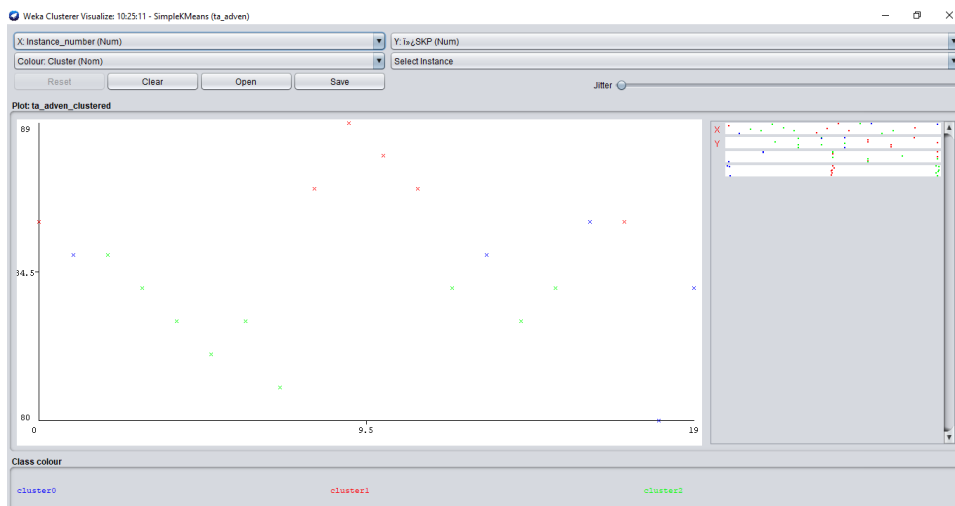 Weka Clusterer Visualize: 10:25:11 - SimpleKMeans (ta_adven)
X: Instance_number (Num) Y: ï»¿SKP (Num)
Colour: Cluster (Nom) Select Instance
Reset Clear Open Save Jitter
Plot: ta_adven_clustered
89
34.5
80
0 9.5 19
X
Y
Class colour
cluster0 cluster1 cluster2